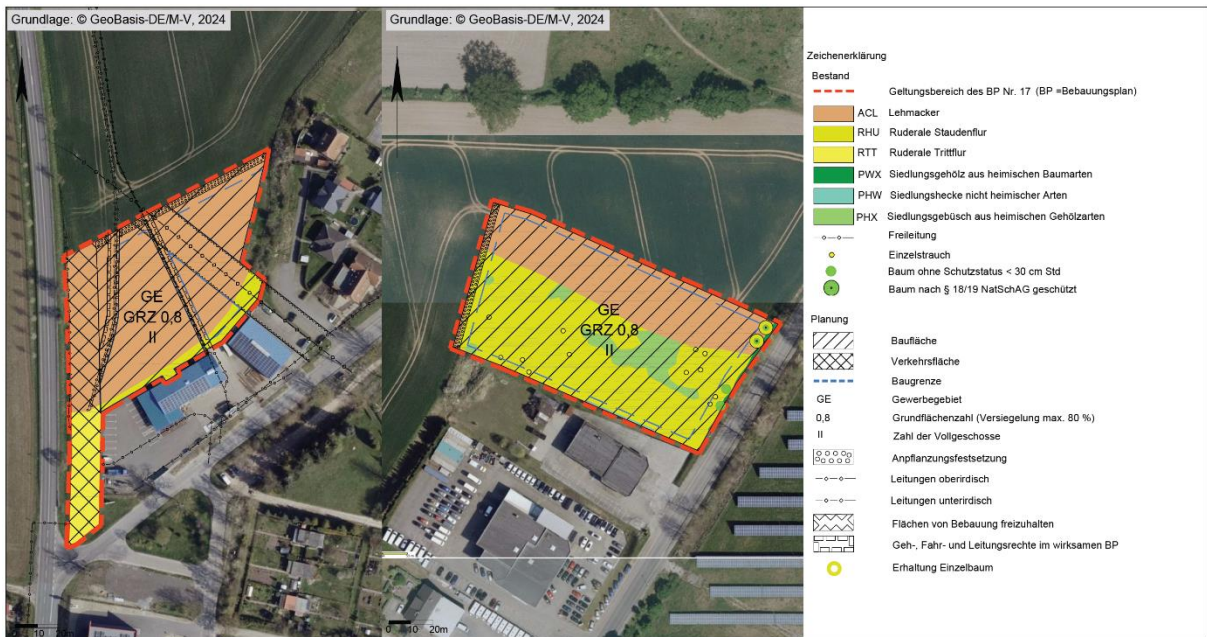 Grundlage: © GeoBasis-DE/M-V, 2024
GE
GRZ 0,8
II
10 20m
Grundlage: © GeoBasis-DE/M-V, 2024
GE
GRZ 0,8
II
0 10 20m
Zeichenerklärung
Bestand
Geltungsbereich des BP Nr. 17 (BP =Bebauungsplan)
ACL Lehmacker
RHU Ruderale Staudenflur
RTT Ruderale Trittflur
PWX Siedlungsgehölz aus heimischen Baumarten
PHW Siedlungshecke nicht heimischer Arten
PHX Siedlungsgebüsch aus heimischen Gehölzarten
Freileitung
Einzelstrauch
Baum ohne Schutzstatus < 30 cm Std
Baum nach § 18/19 NatSchAG geschützt
Planung
Baufläche
Verkehrsfläche
Baugrenze
GE Gewerbegebiet
0,8 Grundflächenzahl (Versiegelung max. 80 %)
II Zahl der Vollgeschosse
Anpflanzungsfestsetzung
Leitungen oberirdisch
Leitungen unterirdisch
Flächen von Bebauung freizuhalten
Geh-, Fahr- und Leitungsrechte im wirksamen BP
Erhaltung Einzelbaum